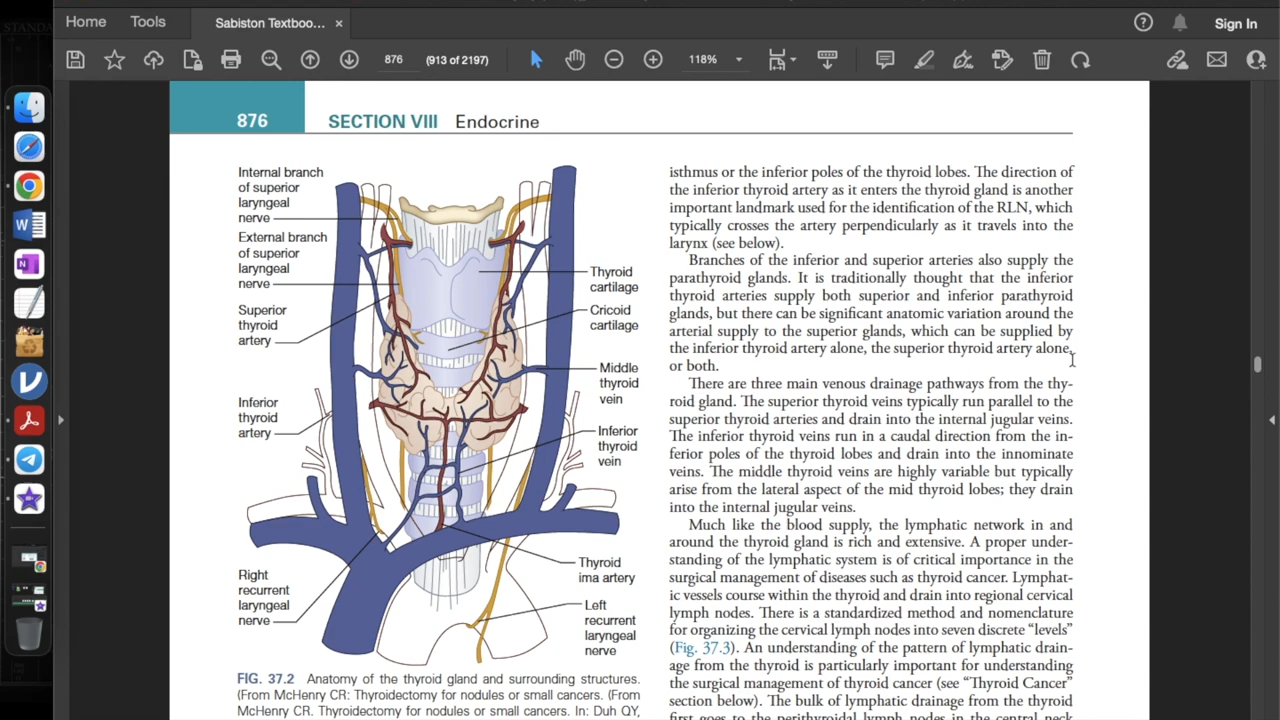 Home
Tools
Sabiston Textboo...
Sign In
876
(913 of 2197)
118%
876
SECTION VIII Endocrine
Internal branch
of superior
laryngeal
nerve
External branch
of superior
laryngeal
nerve
Superior
thyroid
artery
Inferior
thyroid
artery
Right
recurrent
laryngeal
nerve
Thyroid
cartilage
Cricoid
cartilage
Middle
thyroid
vein
Inferior
thyroid
vein
Thyroid
ima artery
Left
recurrent
laryngeal
nerve
FIG. 37.2 Anatomy of the thyroid gland and surrounding structures.
(From McHenry CR: Thyroidectomy for nodules or small cancers. (From
McHenry CR. Thyroidectomy for nodules or small cancers. In: Duh QY,
isthmus or the inferior poles of the thyroid lobes. The direction of
the inferior thyroid artery as it enters the thyroid gland is another
important landmark used for the identification of the RLN, which
typically crosses the artery perpendicularly as it travels into the
larynx (see below).
Branches of the inferior and superior arteries also supply the
parathyroid glands. It is traditionally thought that the inferior
thyroid arteries supply both superior and inferior parathyroid
glands, but there can be significant anatomic variation around the
arterial supply to the superior glands, which can be supplied by
the inferior thyroid artery alone, the superior thyroid artery alone,
or both.
There are three main venous drainage pathways from the thy-
roid gland. The superior thyroid veins typically run parallel to the
superior thyroid arteries and drain into the internal jugular veins.
The inferior thyroid veins run in a caudal direction from the in-
ferior poles of the thyroid lobes and drain into the innominate
veins. The middle thyroid veins are highly variable but typically
arise from the lateral aspect of the mid thyroid lobes; they drain
into the internal jugular veins.
Much like the blood supply, the lymphatic network in and
around the thyroid gland is rich and extensive. A proper under-
standing of the lymphatic system is of critical importance in the
surgical management of diseases such as thyroid cancer. Lymphat-
ic vessels course within the thyroid and drain into regional cervical
lymph nodes. There is a standardized method and nomenclature
for organizing the cervical lymph nodes into seven discrete “levels”
(Fig. 37.3). An understanding of the pattern of lymphatic drain-
age from the thyroid is particularly important for understanding
the surgical management of thyroid cancer (see “Thyroid Cancer”
section below). The bulk of lymphatic drainage from the thyroid
first goes to the perithyroidal lymph nodes in the central neck